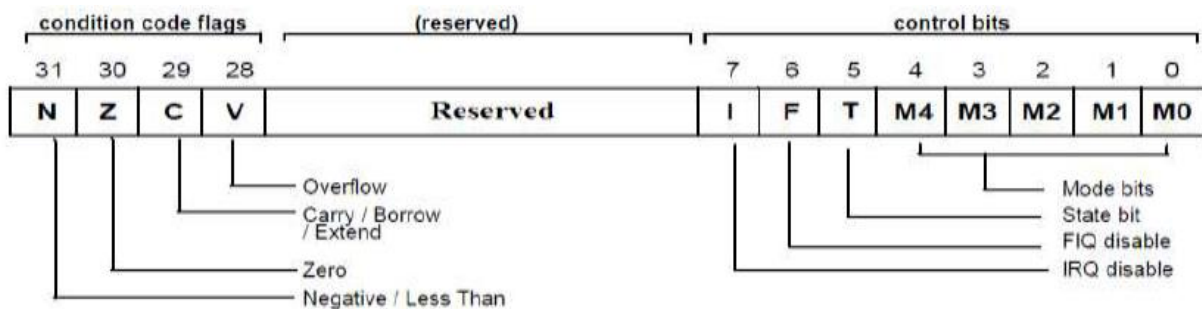 condition code flags (reserved) control bits
31 30 29 28 7 6 5 4 3 2 1 0
N Z C V Reserved I F T M4 M3 M2 M1 M0
Overflow Mode bits
Carry / Borrow State bit
/ Extend
FIQ disable
Zero IRQ disable
Negative / Less Than